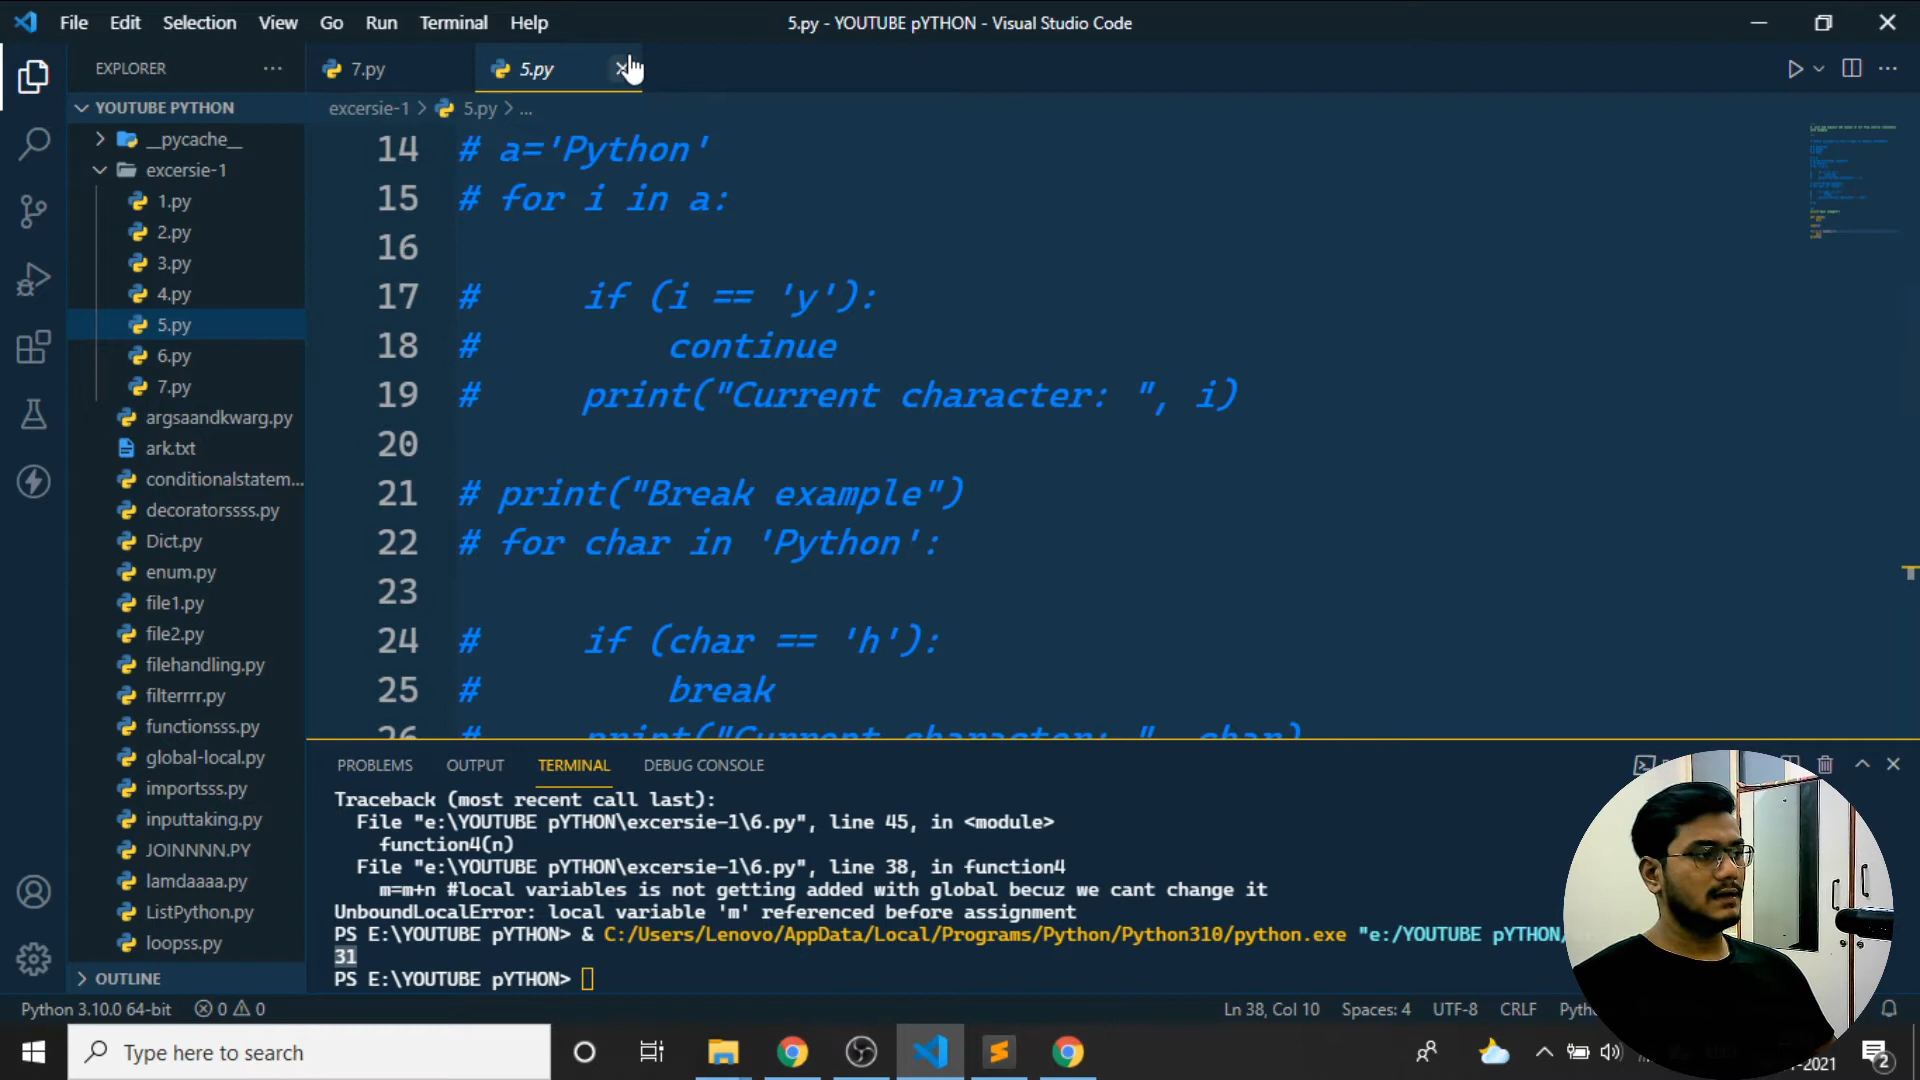 File Edit Selection View Go Run Terminal Help
5.py - YOUTUBE pYTHON - Visual Studio Code
EXPLORER
7.py
5.py
YOUTUBE PYTHON
excersie-1 > 5.py > ...
__pycache__
excersie-1
1.py
2.py
3.py
4.py
5.py
6.py
7.py
argsaandkwarg.py
ark.txt
conditionalstatem...
decoratorssss.py
Dict.py
enum.py
file1.py
file2.py
filehandling.py
filterrrr.py
functionsss.py
global-local.py
importsss.py
inputtaking.py
JOINNNN.PY
lamdaaaa.py
ListPython.py
loopss.py
OUTLINE
14 # a='Python'
15 # for i in a:
16
17 #     if (i == 'y'):
18 #         continue
19 #     print("Current character: ", i)
20
21 # print("Break example")
22 # for char in 'Python':
23
24 #     if (char == 'h'):
25 #         break
26 #     print("Current character: ", char)
PROBLEMS OUTPUT TERMINAL DEBUG CONSOLE
Traceback (most recent call last):
  File "e:\YOUTUBE pYTHON\excersie-1\6.py", line 45, in <module>
    function4(n)
  File "e:\YOUTUBE pYTHON\excersie-1\6.py", line 38, in function4
    m=m+n #local variables is not getting added with global becuz we cant change it
UnboundLocalError: local variable 'm' referenced before assignment
PS E:\YOUTUBE pYTHON> & C:/Users/Lenovo/AppData/Local/Programs/Python/Python310/python.exe "e:/YOUTUBE pYTHON/
31
PS E:\YOUTUBE pYTHON>
Python 3.10.0 64-bit 0 0
Ln 38, Col 10 Spaces: 4 UTF-8 CRLF
Type here to search
2021
2